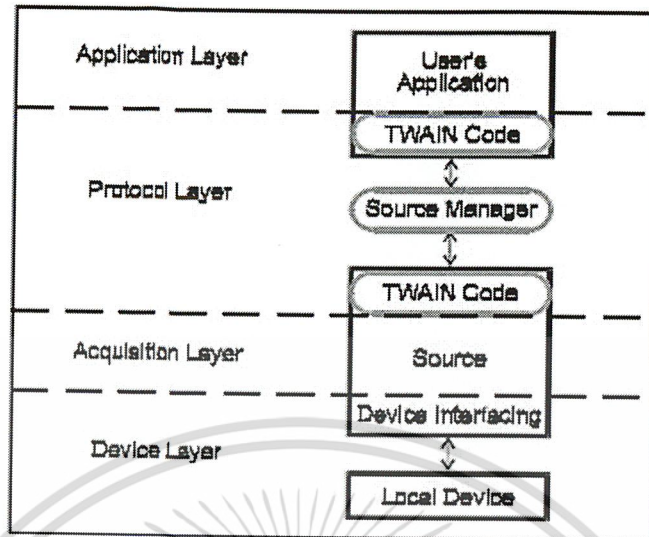 Application Layer
User's
Application
TWAIN Code
Protocol Layer
Source Manager
TWAIN Code
Acquisition Layer
Source
Device Interfacing
Device Layer
Local Device